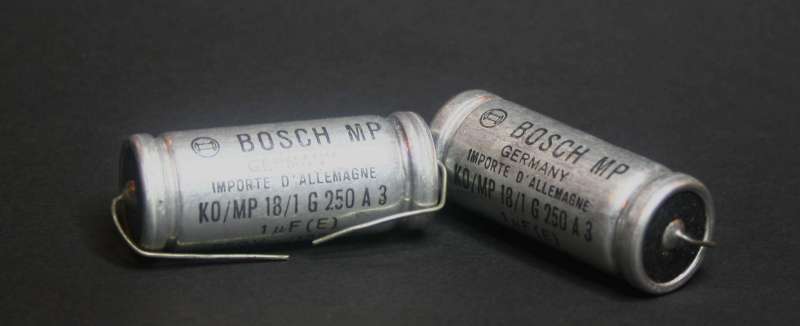 BOSCH MP
GERMANY
IMPORTE D'ALLEMAGNE
KO/MP 18/1 G 250 A 3
1µF(E)
BOSCH MP
GERMANY
IMPORTE D'ALLEMAGNE
KO/MP 18/1 G 250 A 3
1µF(E)